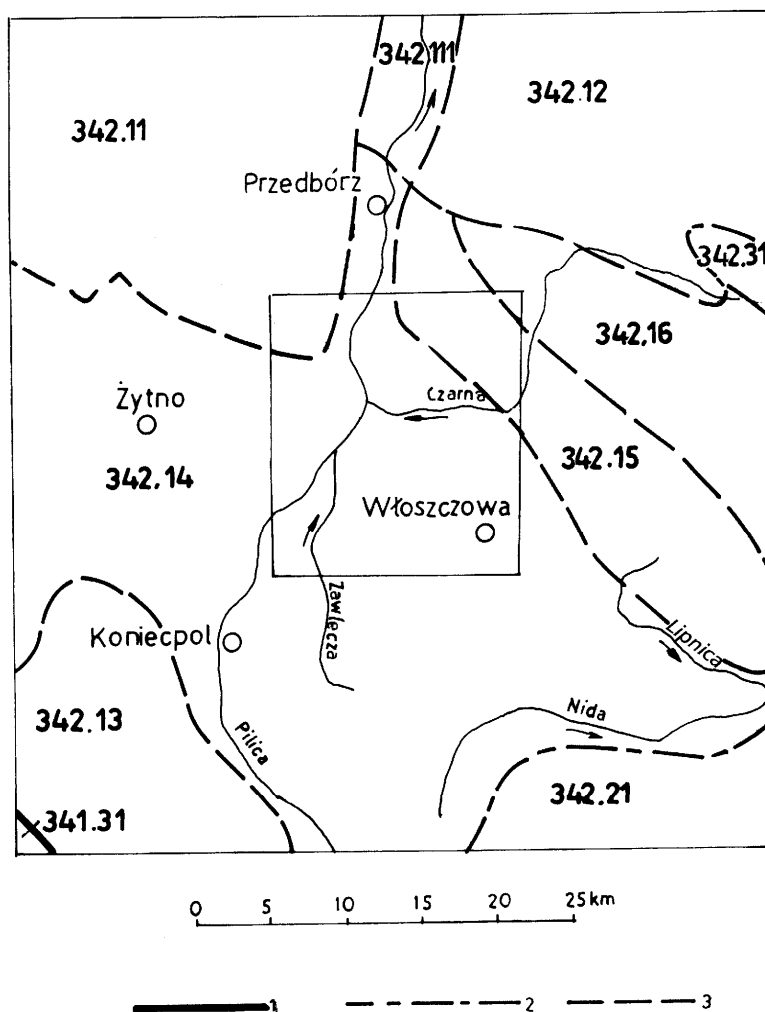 342.111
342.12
342.11
Przedbórz
342.31
342.16
Żytno
Czarna
342.14
342.15
Włoszczowa
Zawlęcza
Koniecpol
Lipnica
342.13
Pilica
Nida
342.21
341.31
0 5 10 15 20 25 km
1 2 3